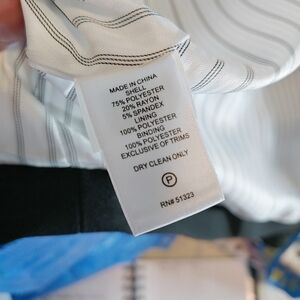 MADE IN CHINA
SHELL
75% POLYESTER
20% RAYON
5% SPANDEX
LINING
100% POLYESTER
BINDING
100% POLYESTER
EXCLUSIVE OF TRIMS
DRY CLEAN ONLY
P
RN# 51323